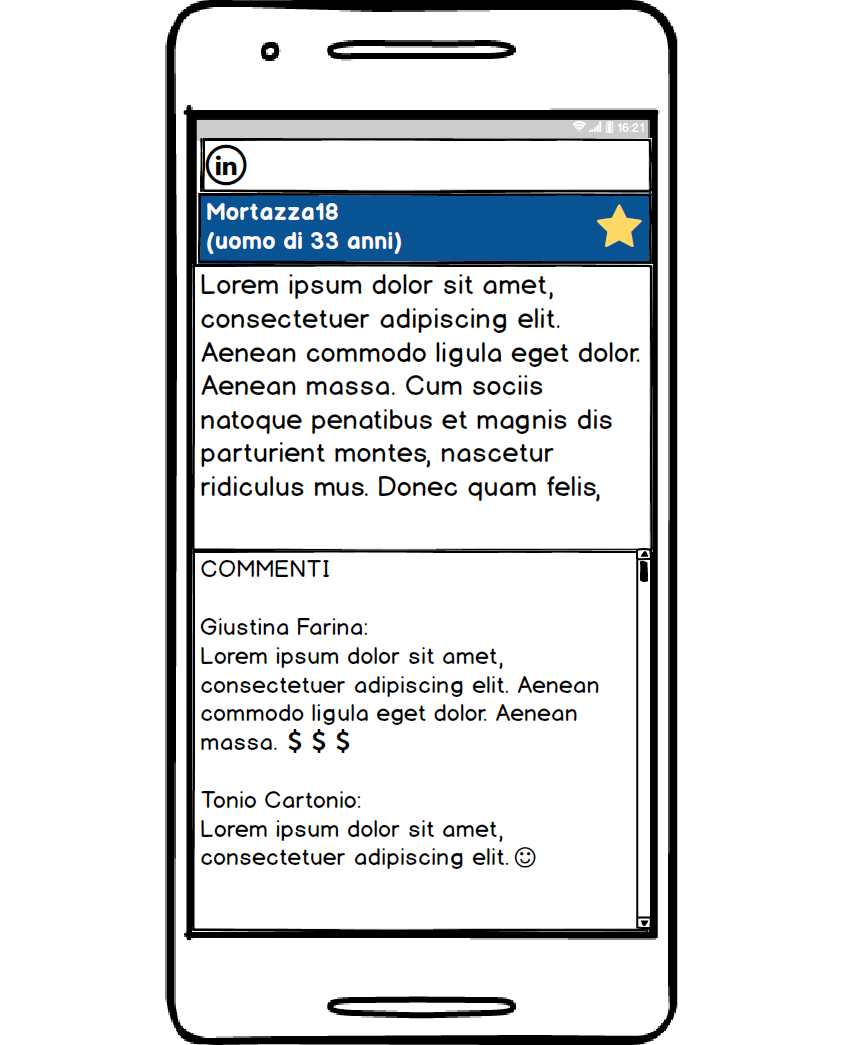 16:21
in
Mortazza18
(uomo di 33 anni)
Lorem ipsum dolor sit amet,
consectetuer adipiscing elit.
Aenean commodo ligula eget dolor.
Aenean massa. Cum sociis
natoque penatibus et magnis dis
parturient montes, nascetur
ridiculus mus. Donec quam felis,
COMMENTI
Giustina Farina:
Lorem ipsum dolor sit amet,
consectetuer adipiscing elit. Aenean
commodo ligula eget dolor. Aenean
massa. $ $ $
Tonio Cartonio:
Lorem ipsum dolor sit amet,
consectetuer adipiscing elit. ☺